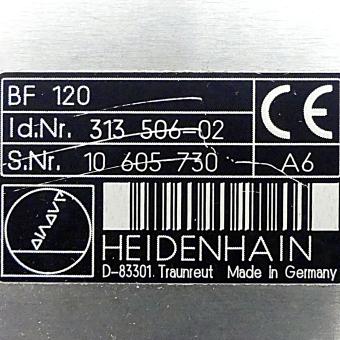 BF 120
CE
Id.Nr. 313 506-02
S.Nr. 10 605 730 A6
HEIDENHAIN
D-83301 Traunreut Made in Germany